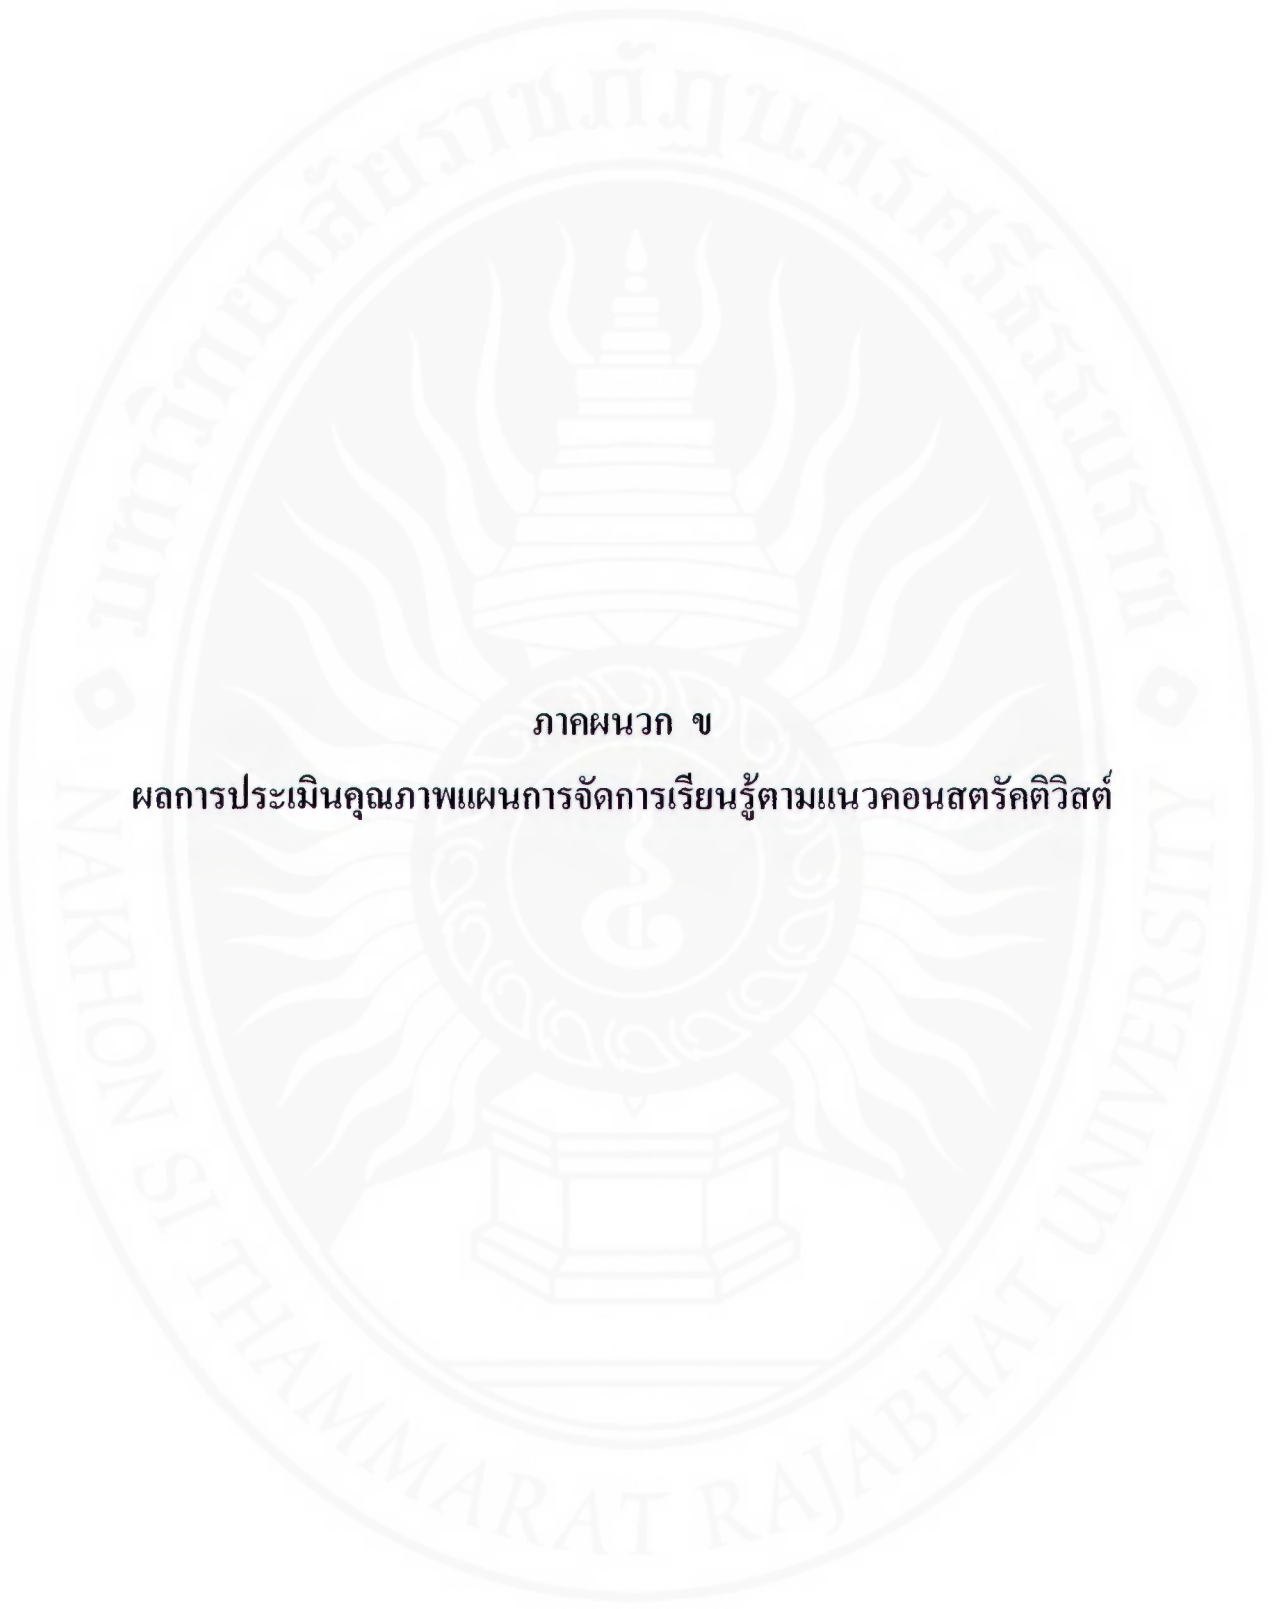 มหาวิทยาลัยราชภัฏนครศรีธรรมราช
ภาคผนวก ข
ผลการประเมินคุณภาพแผนการจัดการเรียนรู้ตามแนวคอนสตรัคติวิสต์
NAKHON SI THAMMARAT RAJABHAT UNIVERSITY